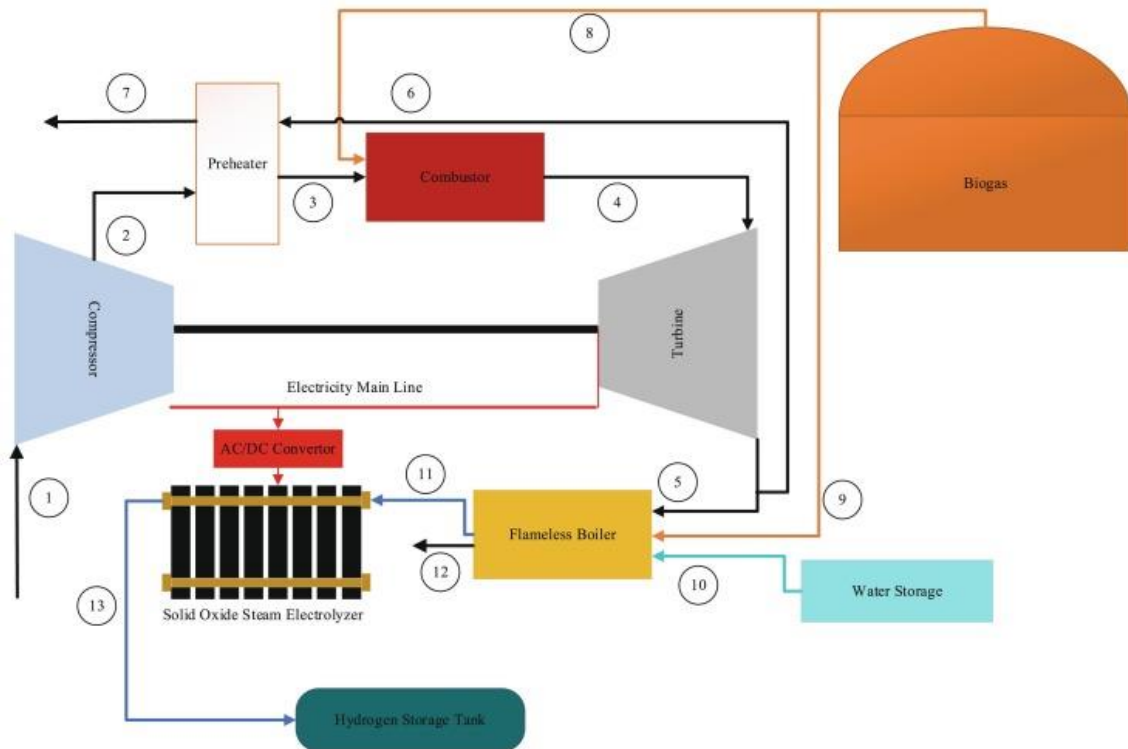 8
7
6
Preheater
Combustor
Biogas
3
4
2
Compressor
Turbine
Electricity Main Line
AC/DC Convertor
1
11
5
9
Flameless Boiler
12
10
Water Storage
13
Solid Oxide Steam Electrolyzer
Hydrogen Storage Tank